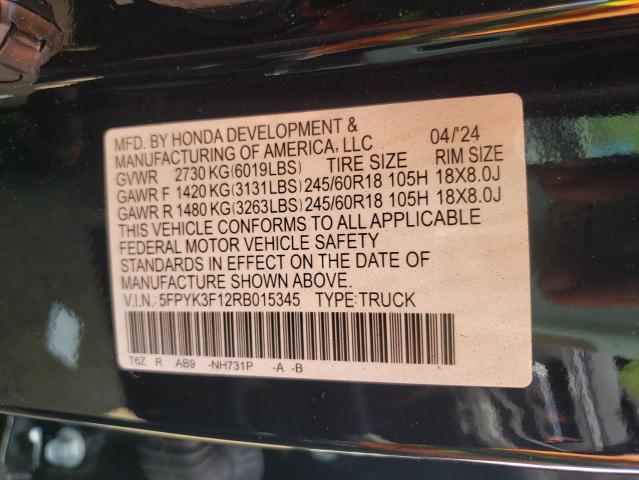 MFD. BY HONDA DEVELOPMENT &
MANUFACTURING OF AMERICA, LLC 04/'24
GVWR 2730 KG(6019LBS) TIRE SIZE RIM SIZE
GAWR F 1420 KG(3131LBS) 245/60R18 105H 18X8.0J
GAWR R 1480 KG(3263LBS) 245/60R18 105H 18X8.0J
THIS VEHICLE CONFORMS TO ALL APPLICABLE
FEDERAL MOTOR VEHICLE SAFETY
STANDARDS IN EFFECT ON THE DATE OF
MANUFACTURE SHOWN ABOVE.
V.I.N.: 5FPYK3F12RB015345 TYPE:TRUCK
T6Z R AB9 -NH731P -A -B